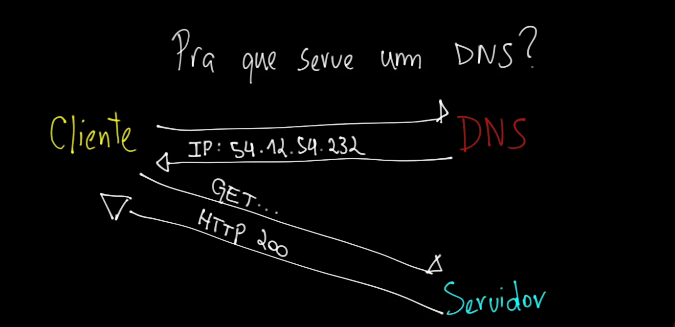 Pra que serve um DNS?
Cliente
DNS
IP: 54.12.54.232
GET...
HTTP 200
Servidor